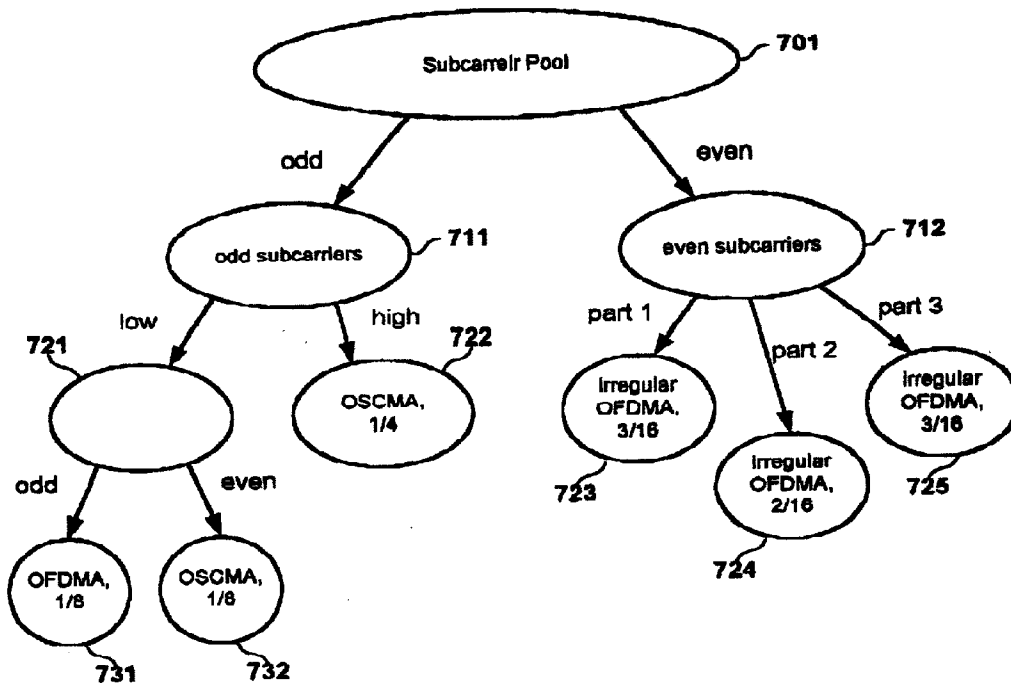 Subcarreir Pool
701
odd
even
odd subcarriers
711
even subcarriers
712
low
high
part 1
part 2
part 3
721
722
OSCMA,
1/4
Irregular
OFDMA,
3/16
723
Irregular
OFDMA,
2/16
724
Irregular
OFDMA,
3/16
725
odd
even
OFDMA,
1/8
731
OSCMA,
1/8
732